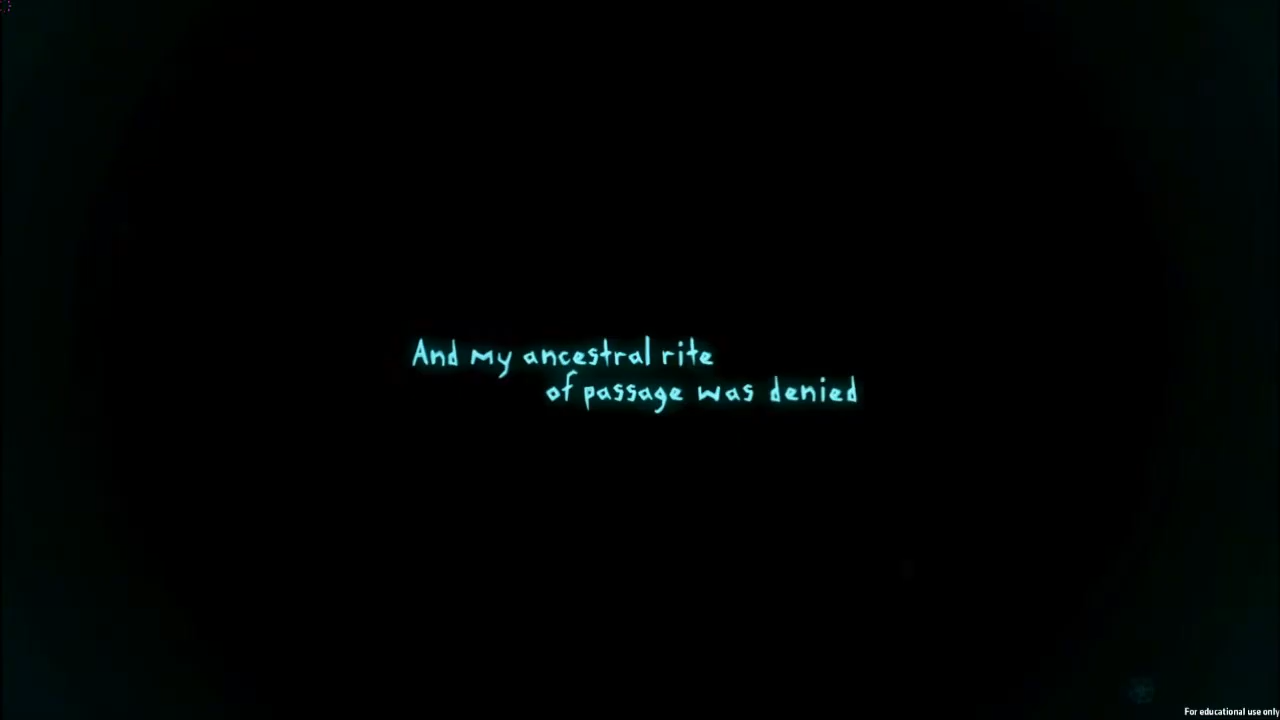 And my ancestral rite
of passage was denied
For educational use only